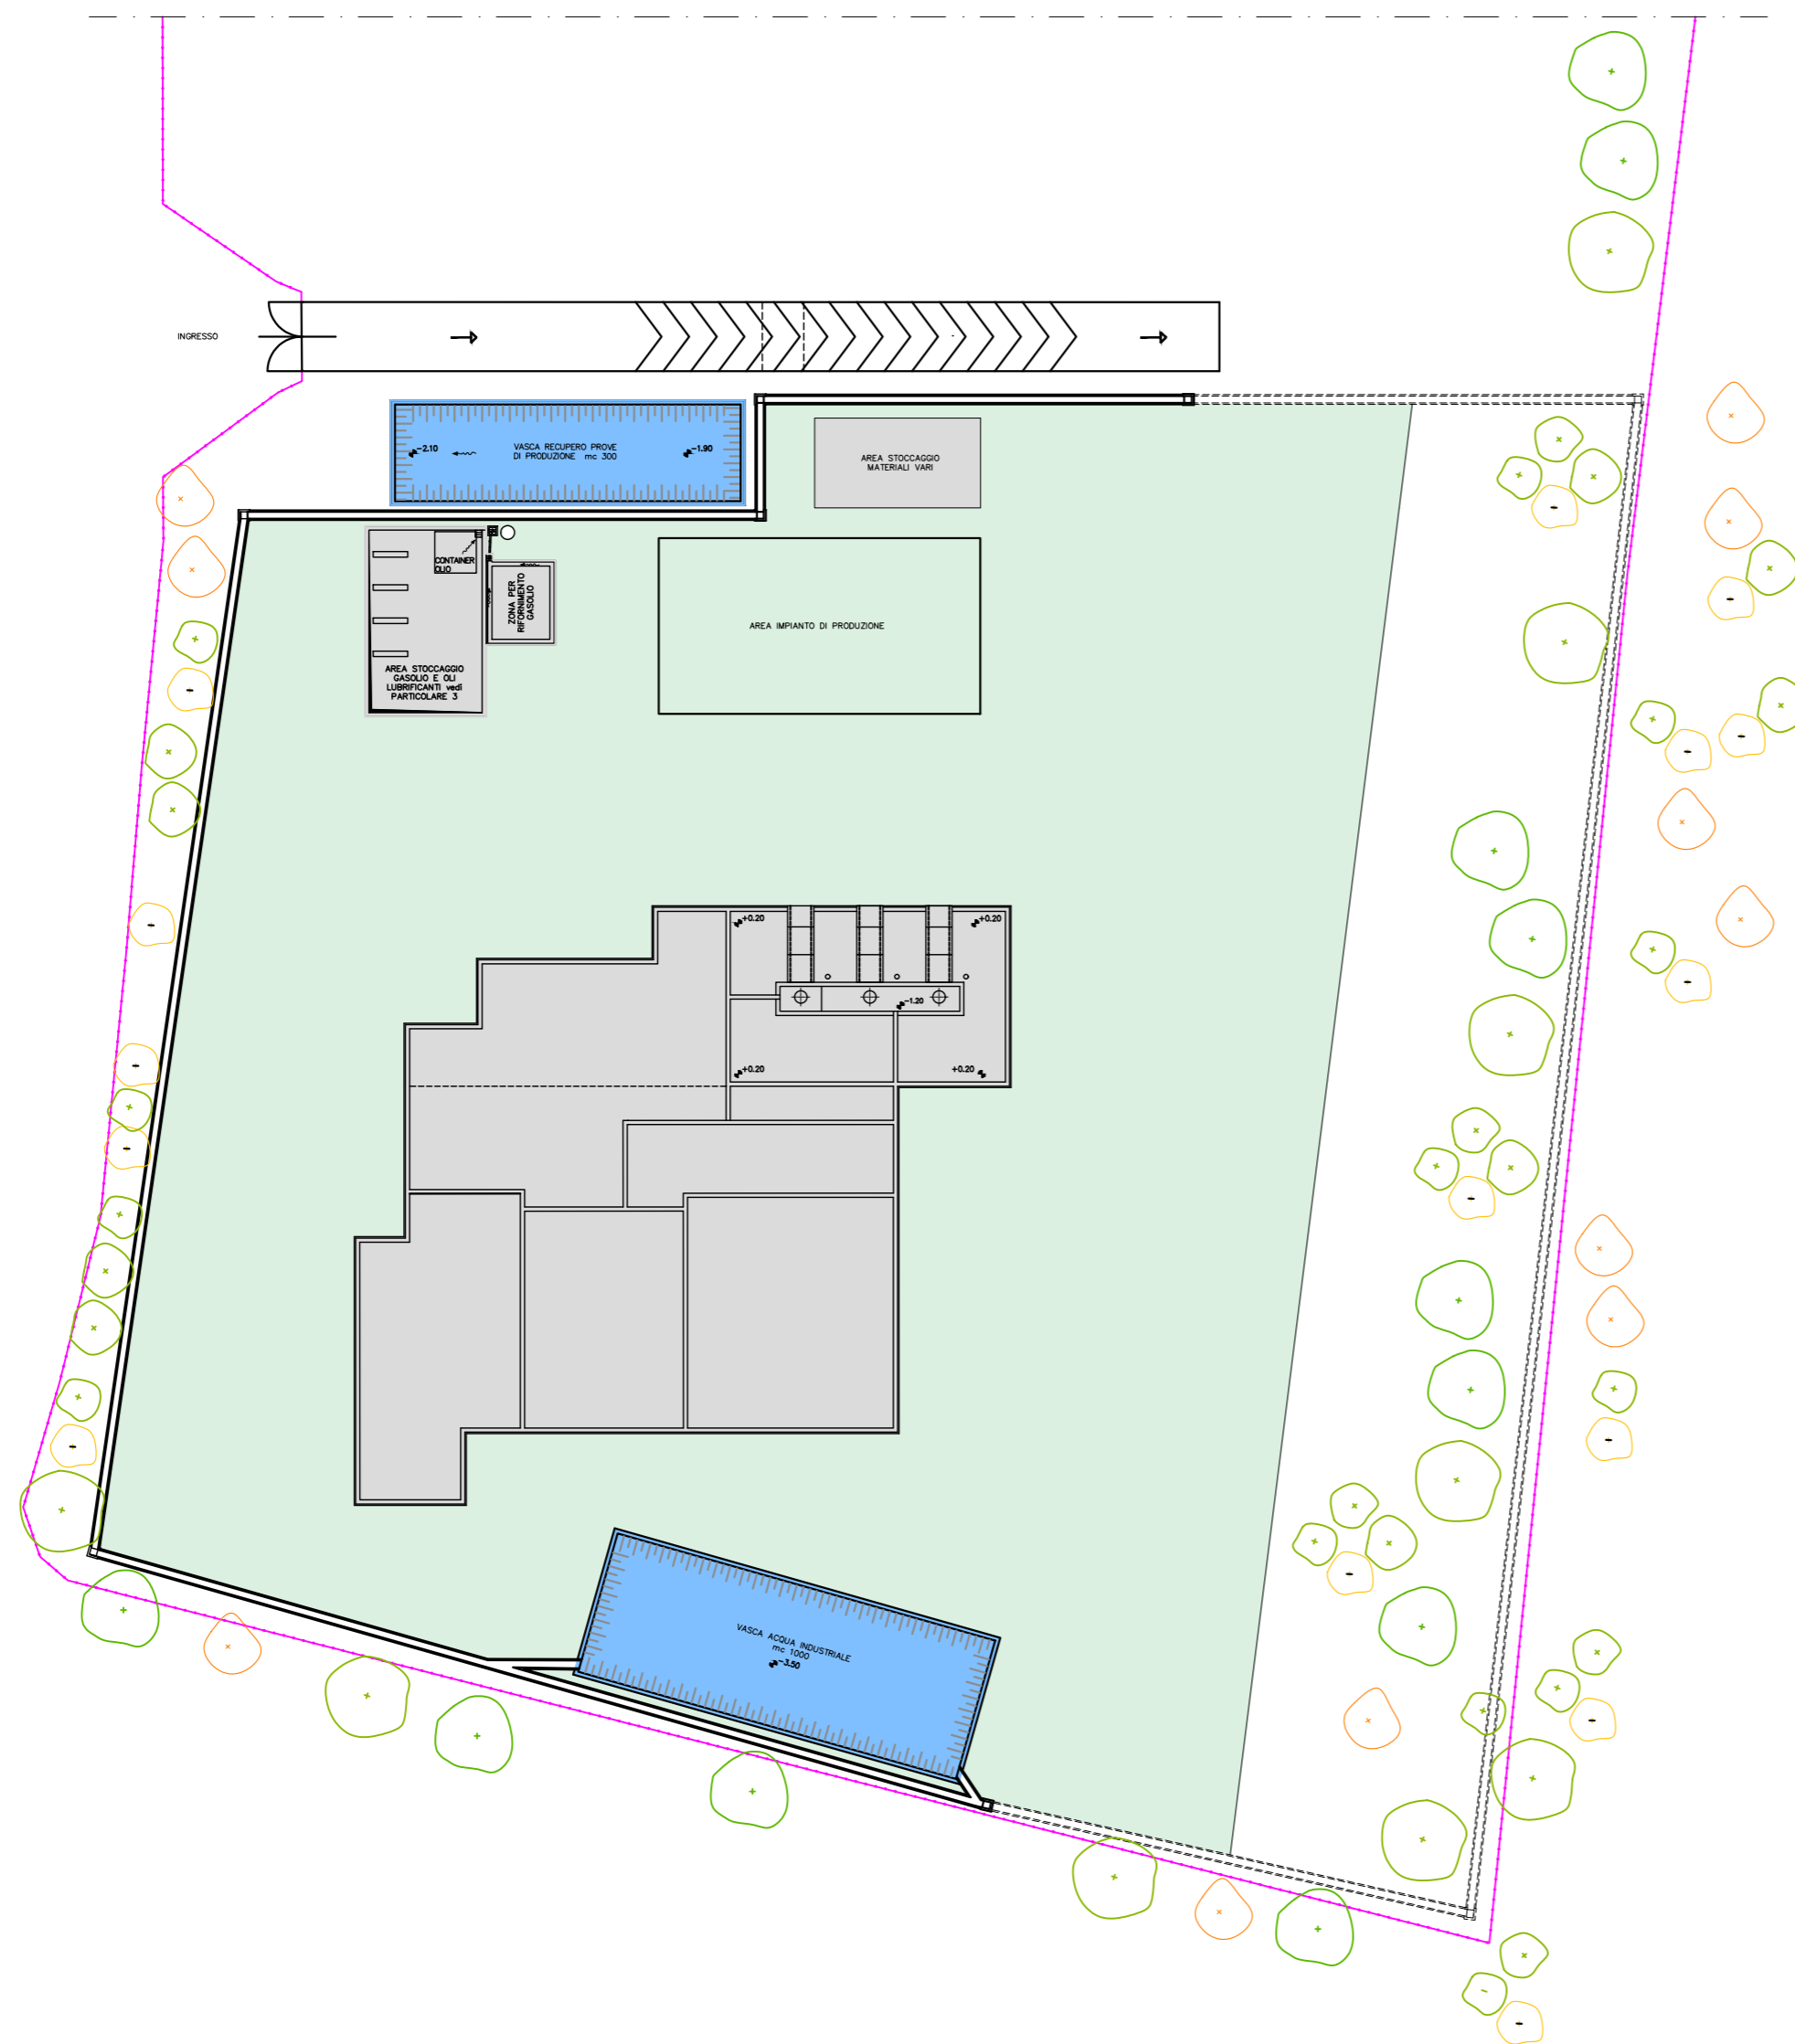 INGRESSO
-2.10
VASCA RECUPERO PROVE
DI PRODUZIONE mc 300
-1.90
AREA STOCCAGGIO
MATERIALI VARI
CONTAINER
OLIO
ZONA PER
RIFORNIMENTO
GASOLIO
AREA IMPIANTO DI PRODUZIONE
AREA STOCCAGGIO
GASOLIO E OLI
LUBRIFICANTI vedi
PARTICOLARE 3
+0.20
+0.20
-1.20
+0.20
+0.20
VASCA ACQUA INDUSTRIALE
mc 1000
-3.50